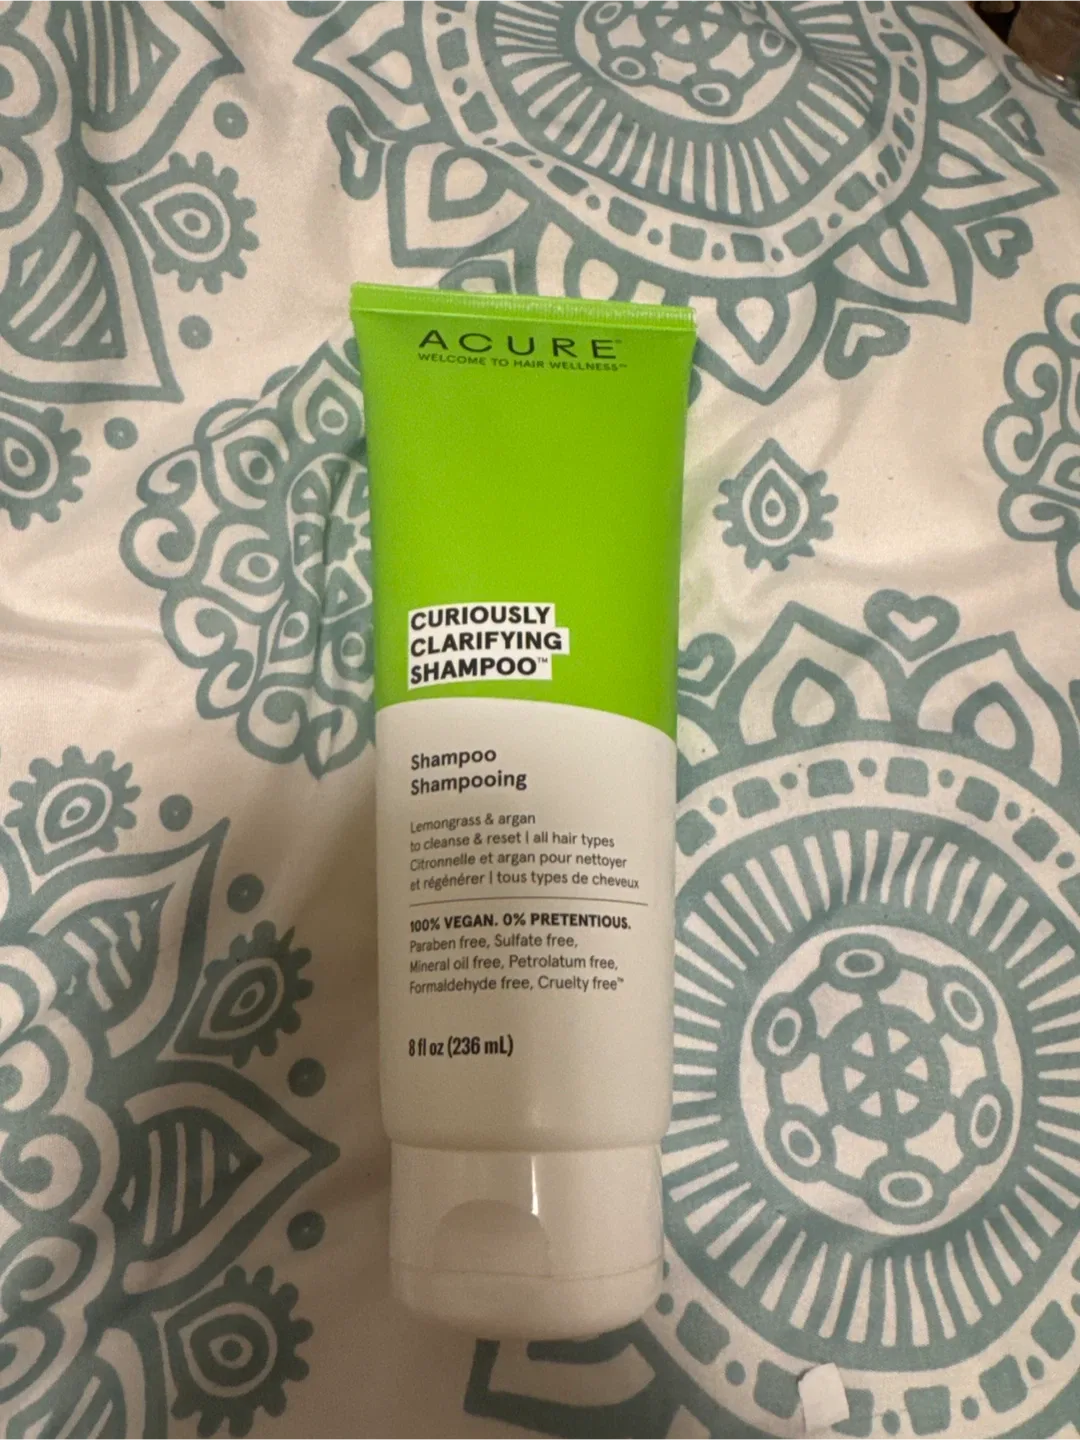 ACURE®
WELCOME TO HAIR WELLNESS™
CURIOUSLY
CLARIFYING
SHAMPOO™
Shampoo
Shampooing
Lemongrass & argan
to cleanse & reset | all hair types
Citronnelle et argan pour nettoyer
et régénérer | tous types de cheveux
100% VEGAN. 0% PRETENTIOUS.
Paraben free, Sulfate free,
Mineral oil free, Petrolatum free,
Formaldehyde free, Cruelty free™
8 fl oz (236 mL)